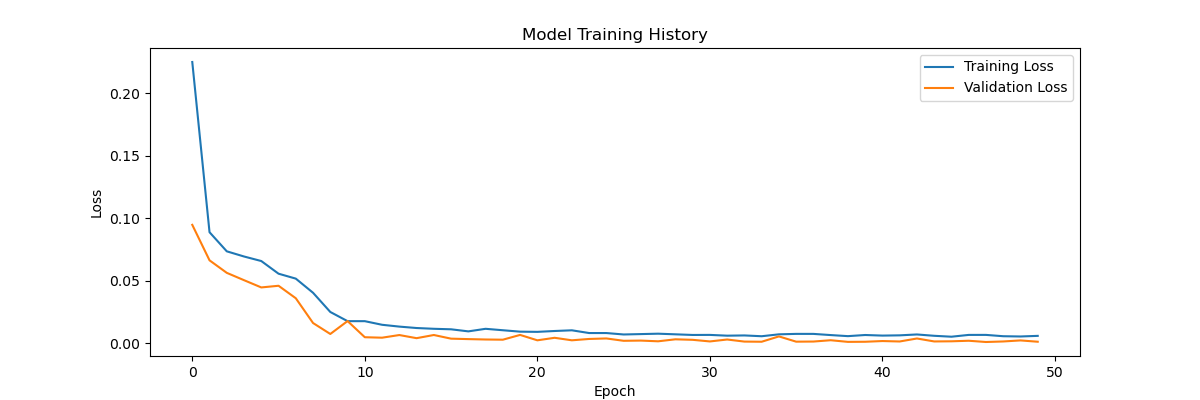 Model Training History
Training Loss
Validation Loss
0.20
0.15
0.10
0.05
0.00
Loss
0
10
20
30
40
50
Epoch